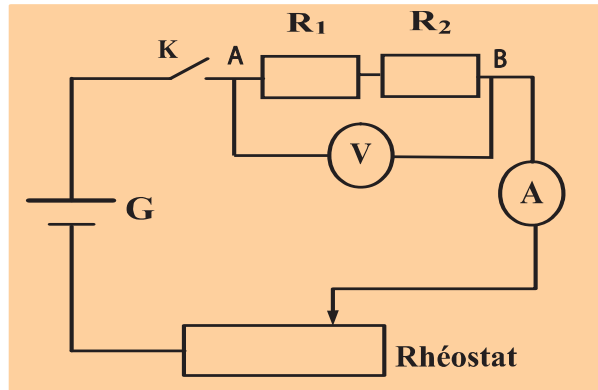 R1 R2
K A B
V
A
G
Rhéostat